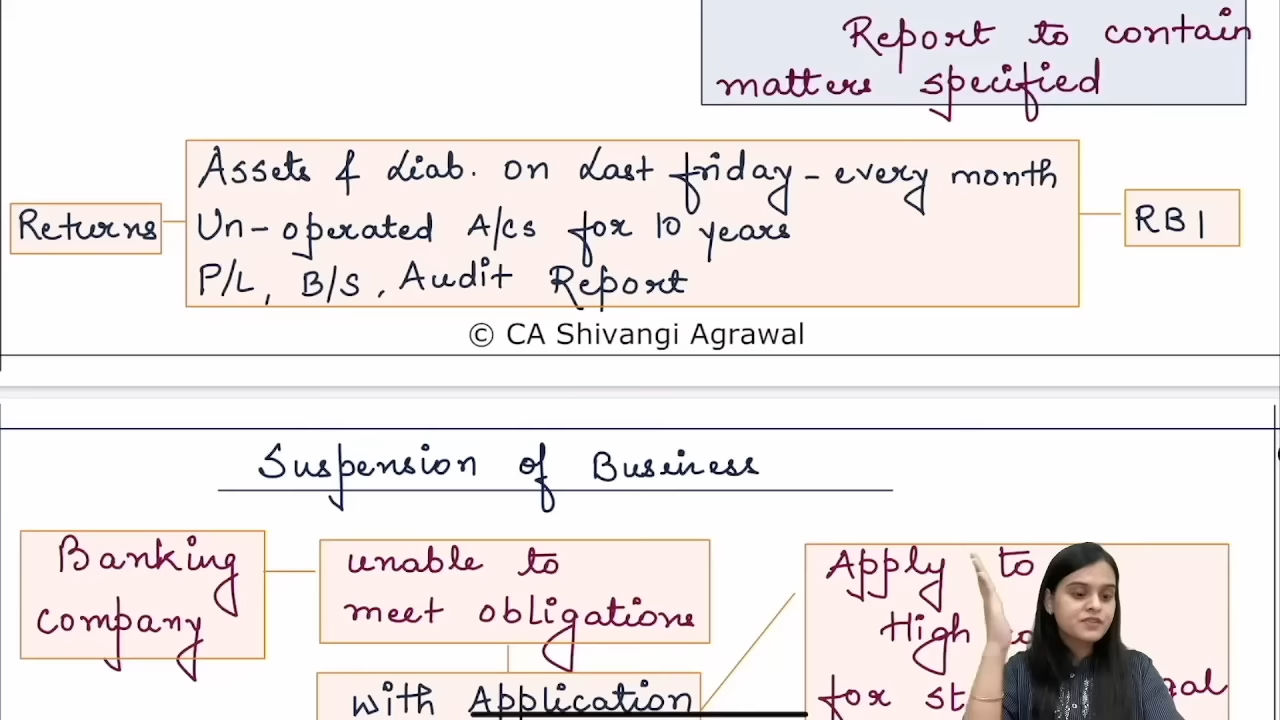 Report to contain
matters specified
Returns
Assets & Liab. on Last friday - every month
Un-operated A/cs for 10 years
P/L, B/S, Audit Report
RBI
© CA Shivangi Agrawal
Suspension of Business
Banking
company
unable to
meet obligations
with Application
Apply to
High
for